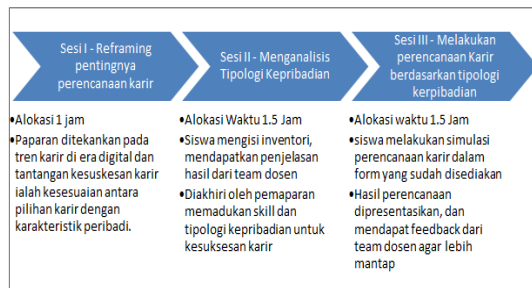 Sesi I - Reframing
pentingnya
perencanaan karir
•Alokasi 1 jam
•Paparan ditekankan pada
tren karir di era digital dan
tantangan kesuskesan karir
ialah kesesuaian antara
pilihan karir dengan
karakteristik peribadi.
Sesi II - Menganalisis
Tipologi Kepribadian
•Alokasi Waktu 1.5 Jam
•Siswa mengisi inventori,
mendapatkan penjelasan
hasil dari team dosen
•Diakhiri oleh pemaparan
memadukan skill dan
tipologi kepribadian untuk
kesuksesan karir
Sesi III - Melakukan
perencanaan Karir
berdasarkan tipologi
kerpibadian
•Alokasi waktu 1.5 Jam
•siswa melakukan simulasi
perencanaan karir dalam
form yang sudah disediakan
•Hasil perencanaan
dipresentasikan, dan
mendapat feedback dari
team dosen agar lebih
mantap